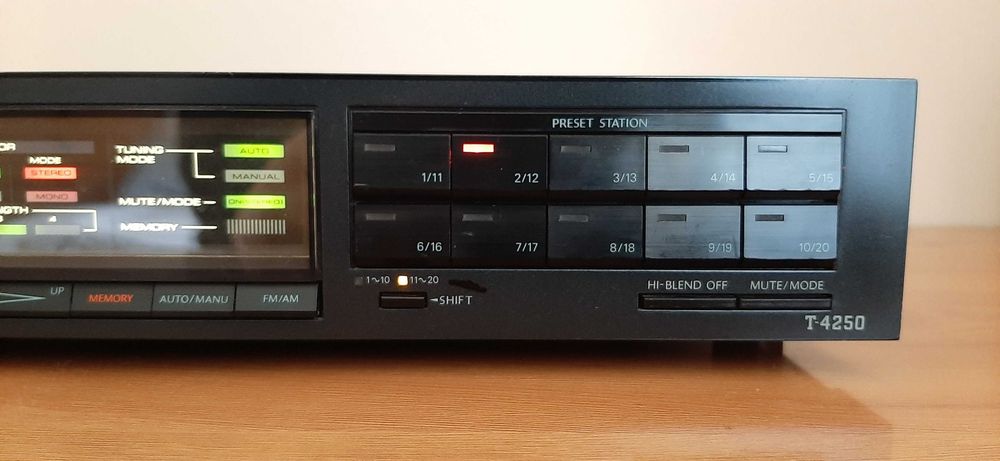 PRESET STATION
OR
MODE
STEREO
MONO
TUNING
MODE
AUTO
MANUAL
MUTE/MODE
ON(STEREO)
NGTH
4
MEMORY
1/11
2/12
3/13
4/14
5/15
6/16
7/17
8/18
9/19
10/20
UP
MEMORY
AUTO/MANU
FM/AM
1~10
11~20
SHIFT
HI-BLEND OFF
MUTE/MODE
T-4250